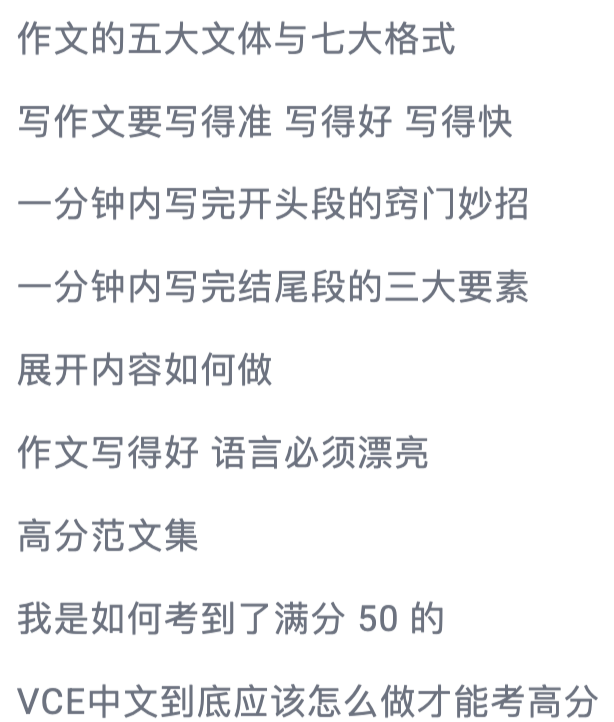 作文的五大文体与七大格式
写作文要写得准 写得好 写得快
一分钟内写完开头段的窍门妙招
一分钟内写完结尾段的三大要素
展开内容如何做
作文写得好 语言必须漂亮
高分范文集
我是如何考到了满分 50 的
VCE中文到底应该怎么做才能考高分